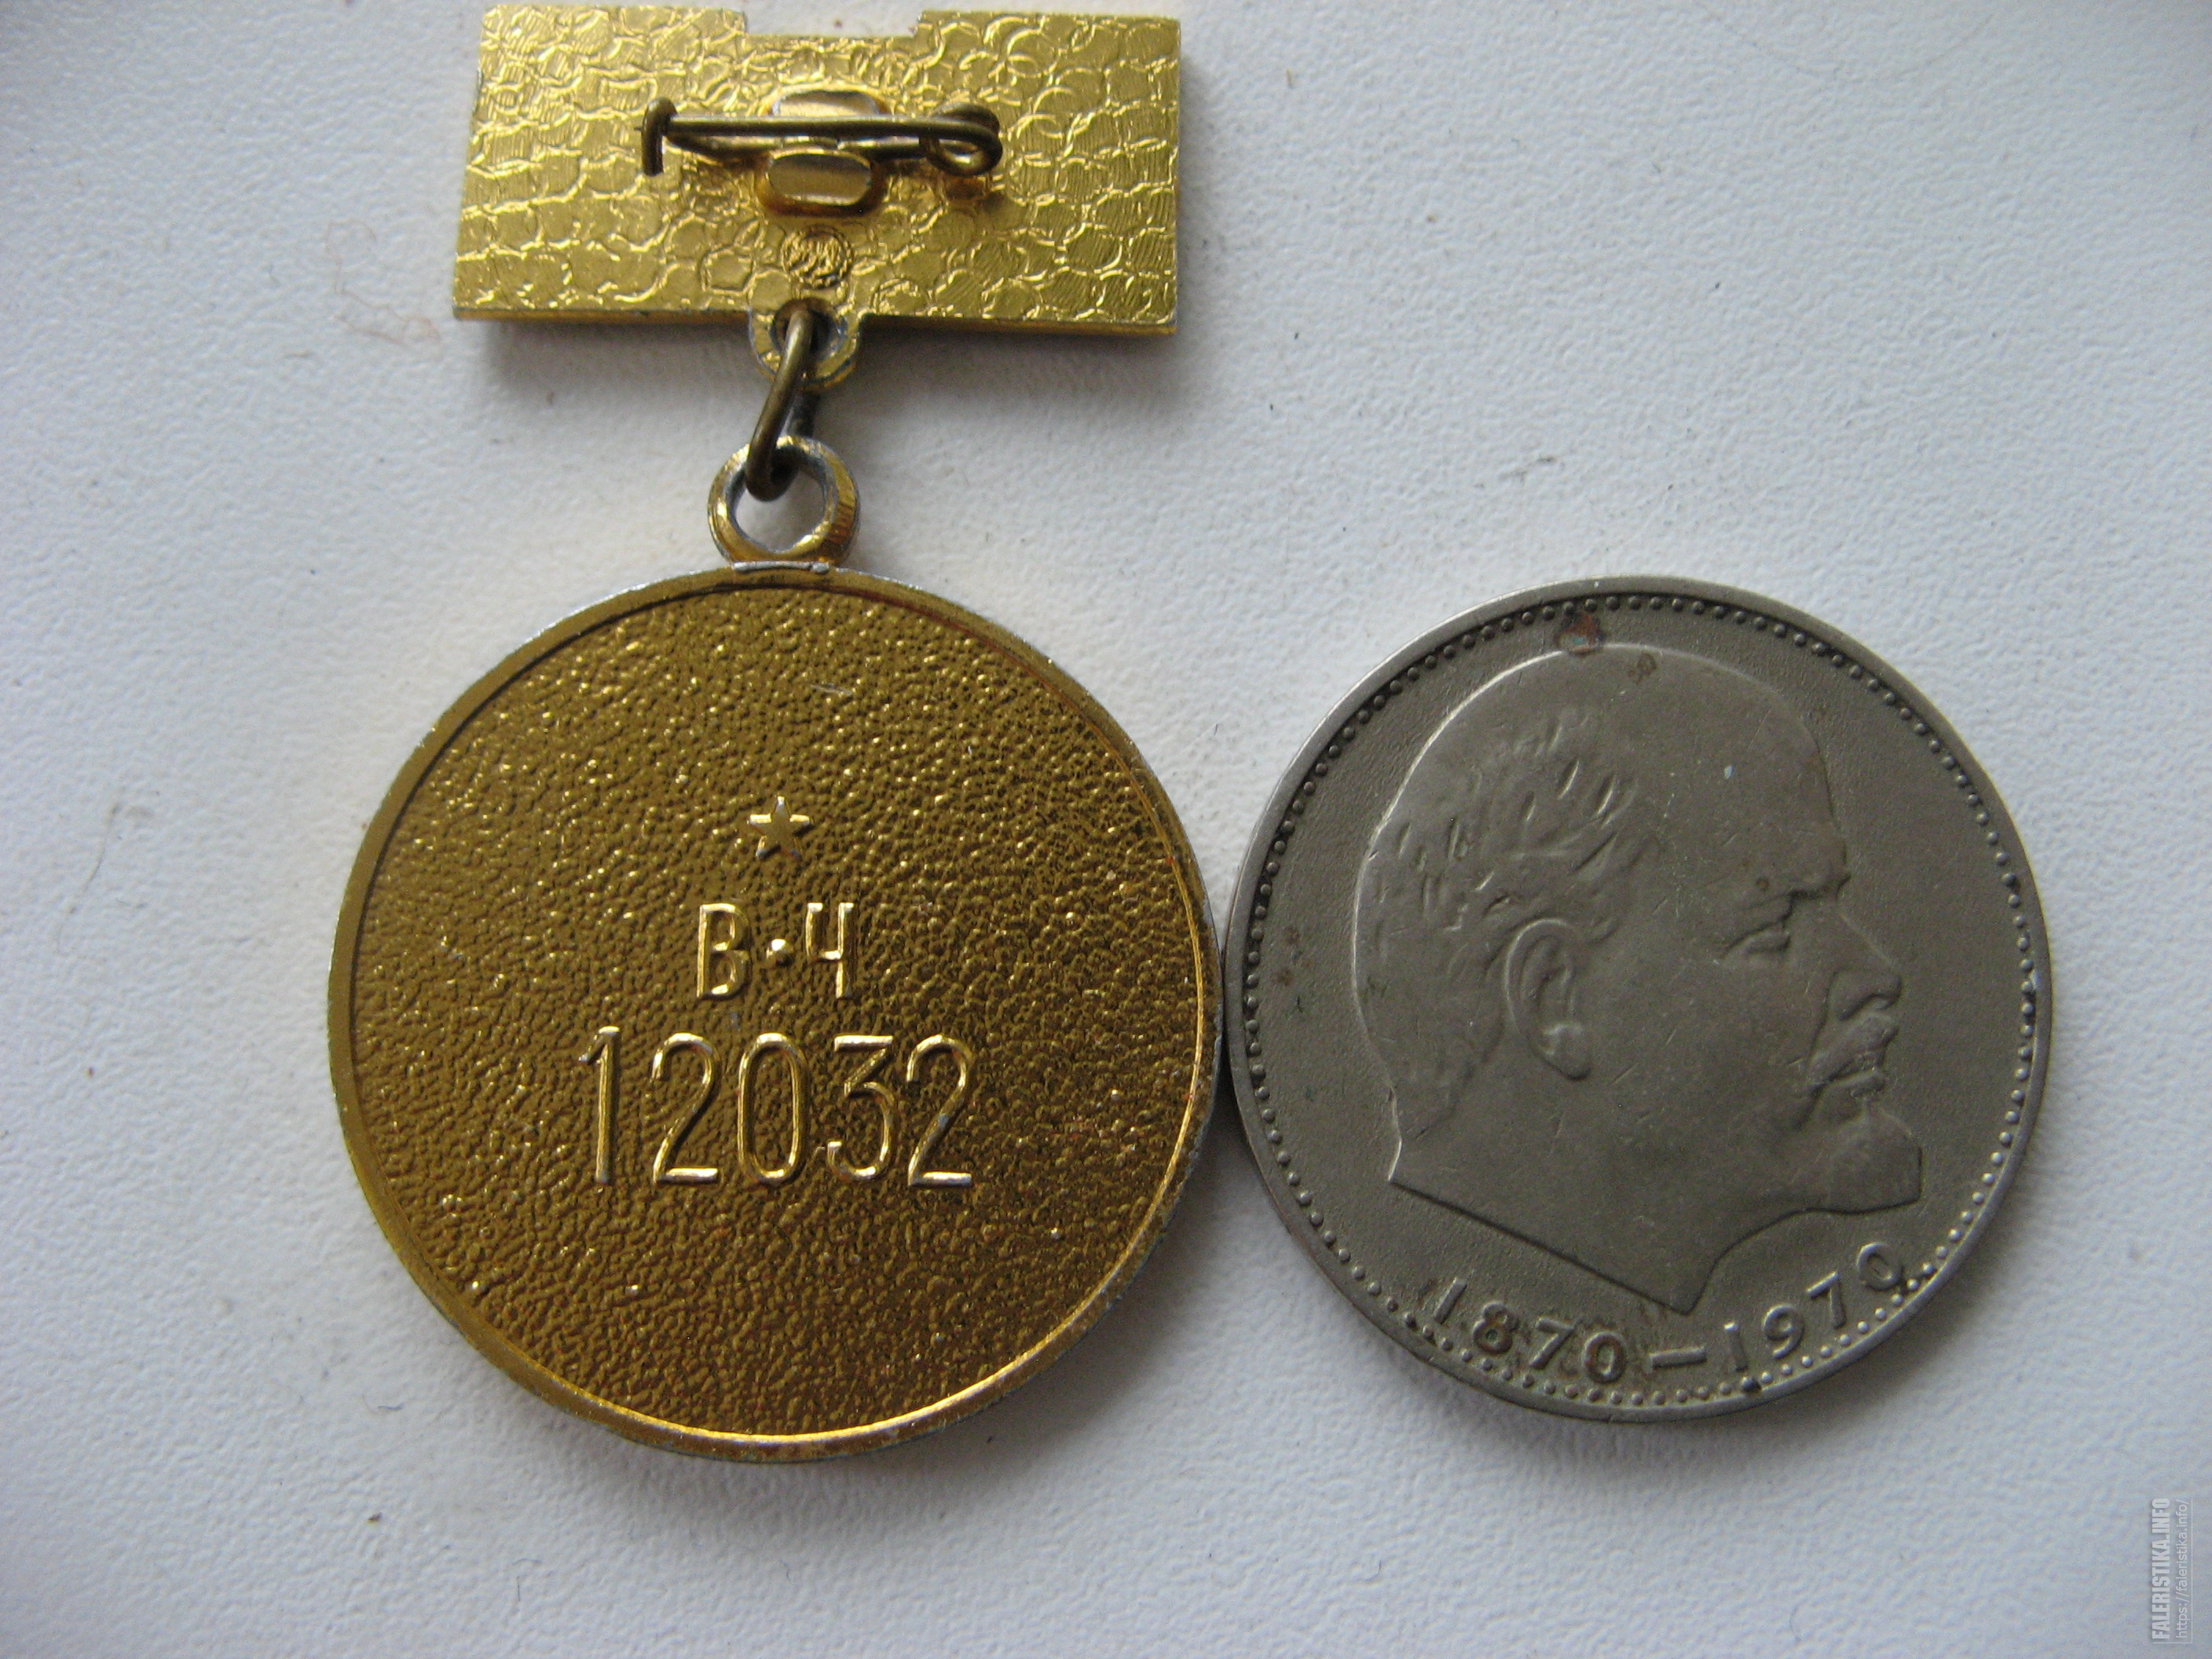 В·Ч
12032
1870—1970
FALERISTIKA.INFO
https://faleristika.info/